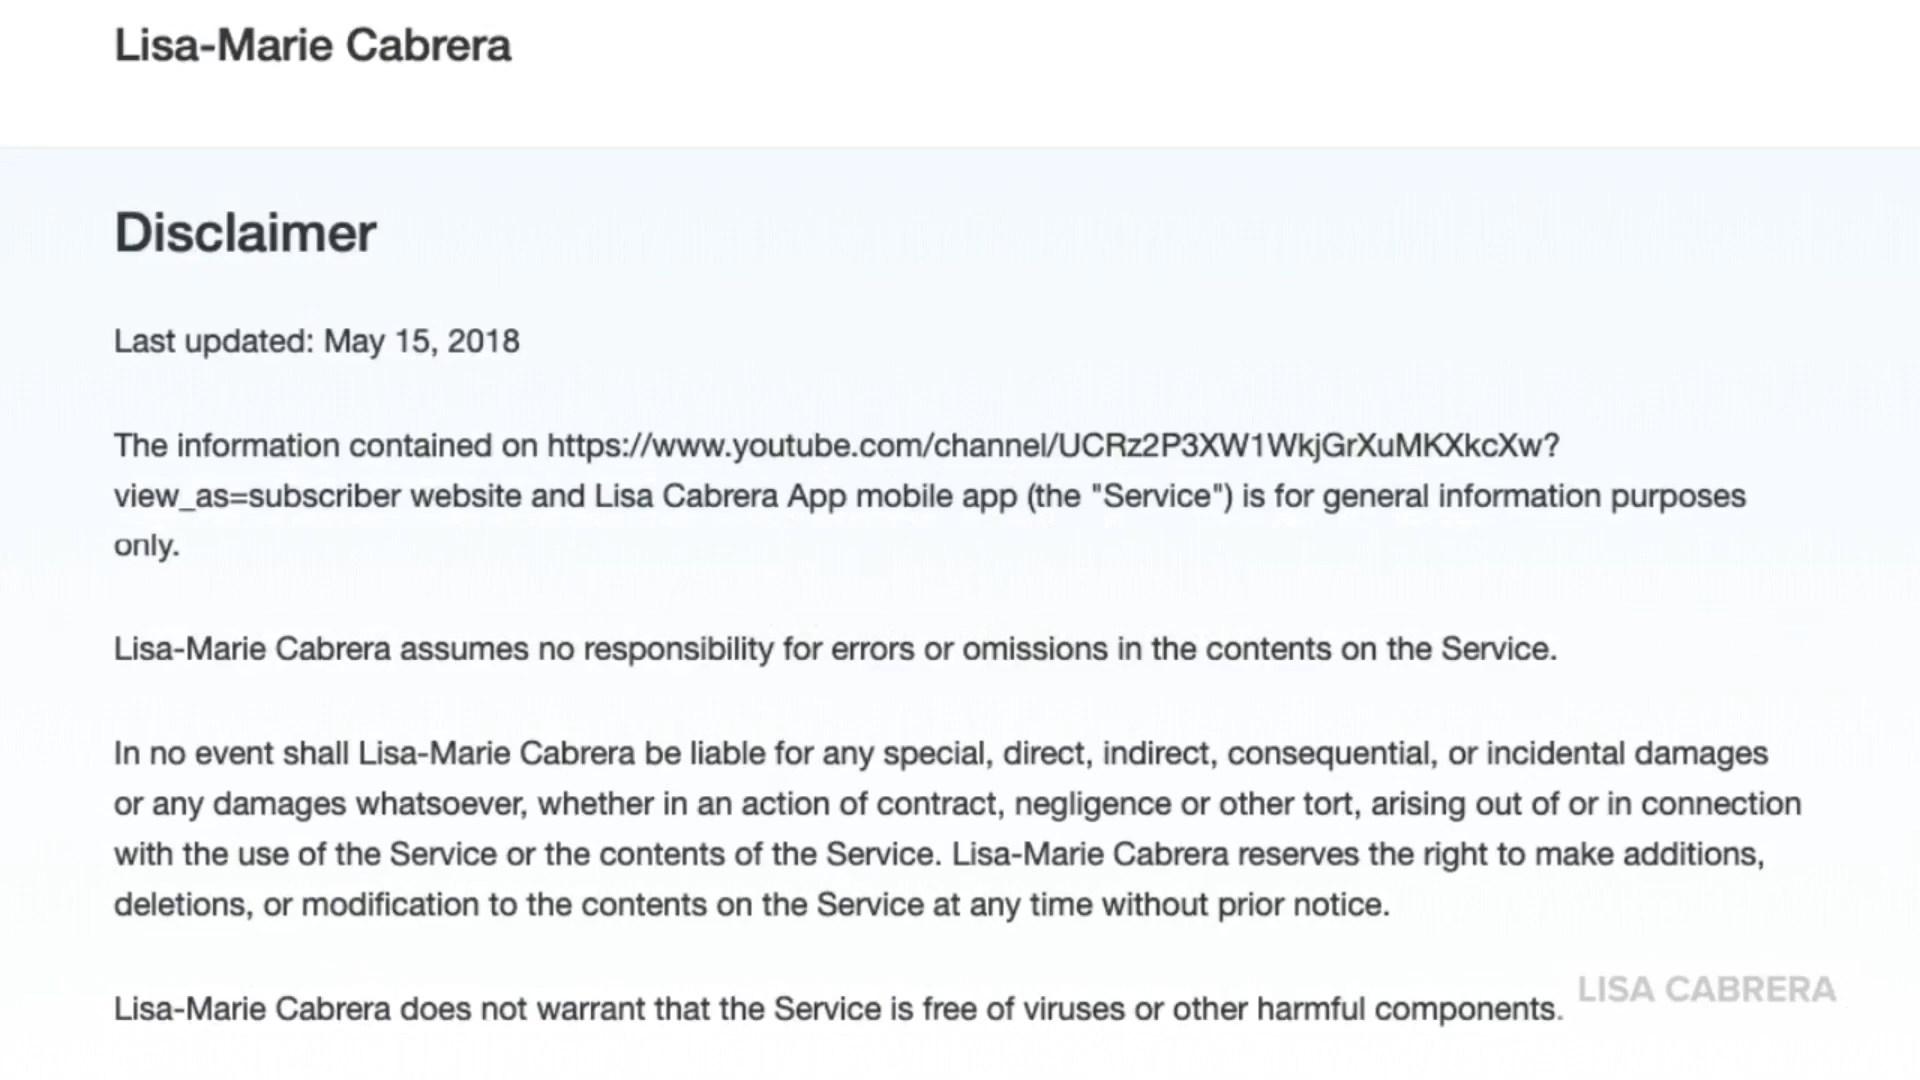 Lisa-Marie Cabrera
Disclaimer
Last updated: May 15, 2018
The information contained on https://www.youtube.com/channel/UCRz2P3XW1WkjGrXuMKXkcXw?
view_as=subscriber website and Lisa Cabrera App mobile app (the "Service") is for general information purposes
only.
Lisa-Marie Cabrera assumes no responsibility for errors or omissions in the contents on the Service.
In no event shall Lisa-Marie Cabrera be liable for any special, direct, indirect, consequential, or incidental damages
or any damages whatsoever, whether in an action of contract, negligence or other tort, arising out of or in connection
with the use of the Service or the contents of the Service. Lisa-Marie Cabrera reserves the right to make additions,
deletions, or modification to the contents on the Service at any time without prior notice.
Lisa-Marie Cabrera does not warrant that the Service is free of viruses or other harmful components.
LISA CABRERA